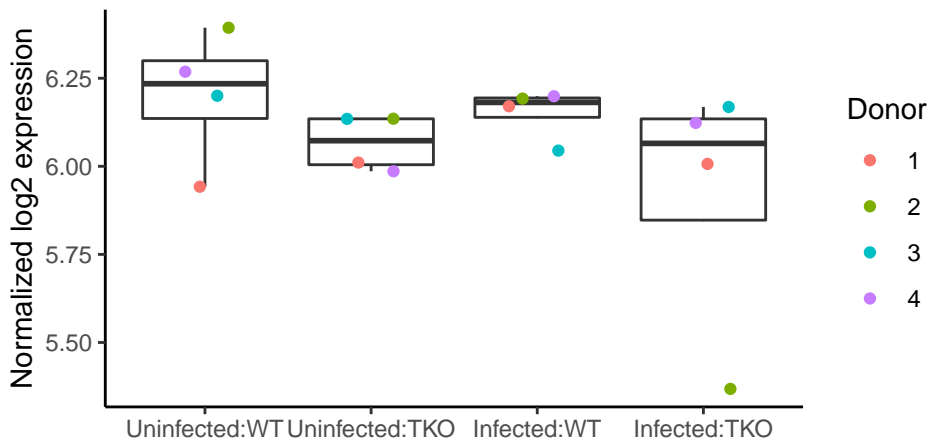 Normalized log2 expression
6.25
6.00
5.75
5.50
Uninfected:WT
Uninfected:TKO
Infected:WT
Infected:TKO
Donor
1
2
3
4